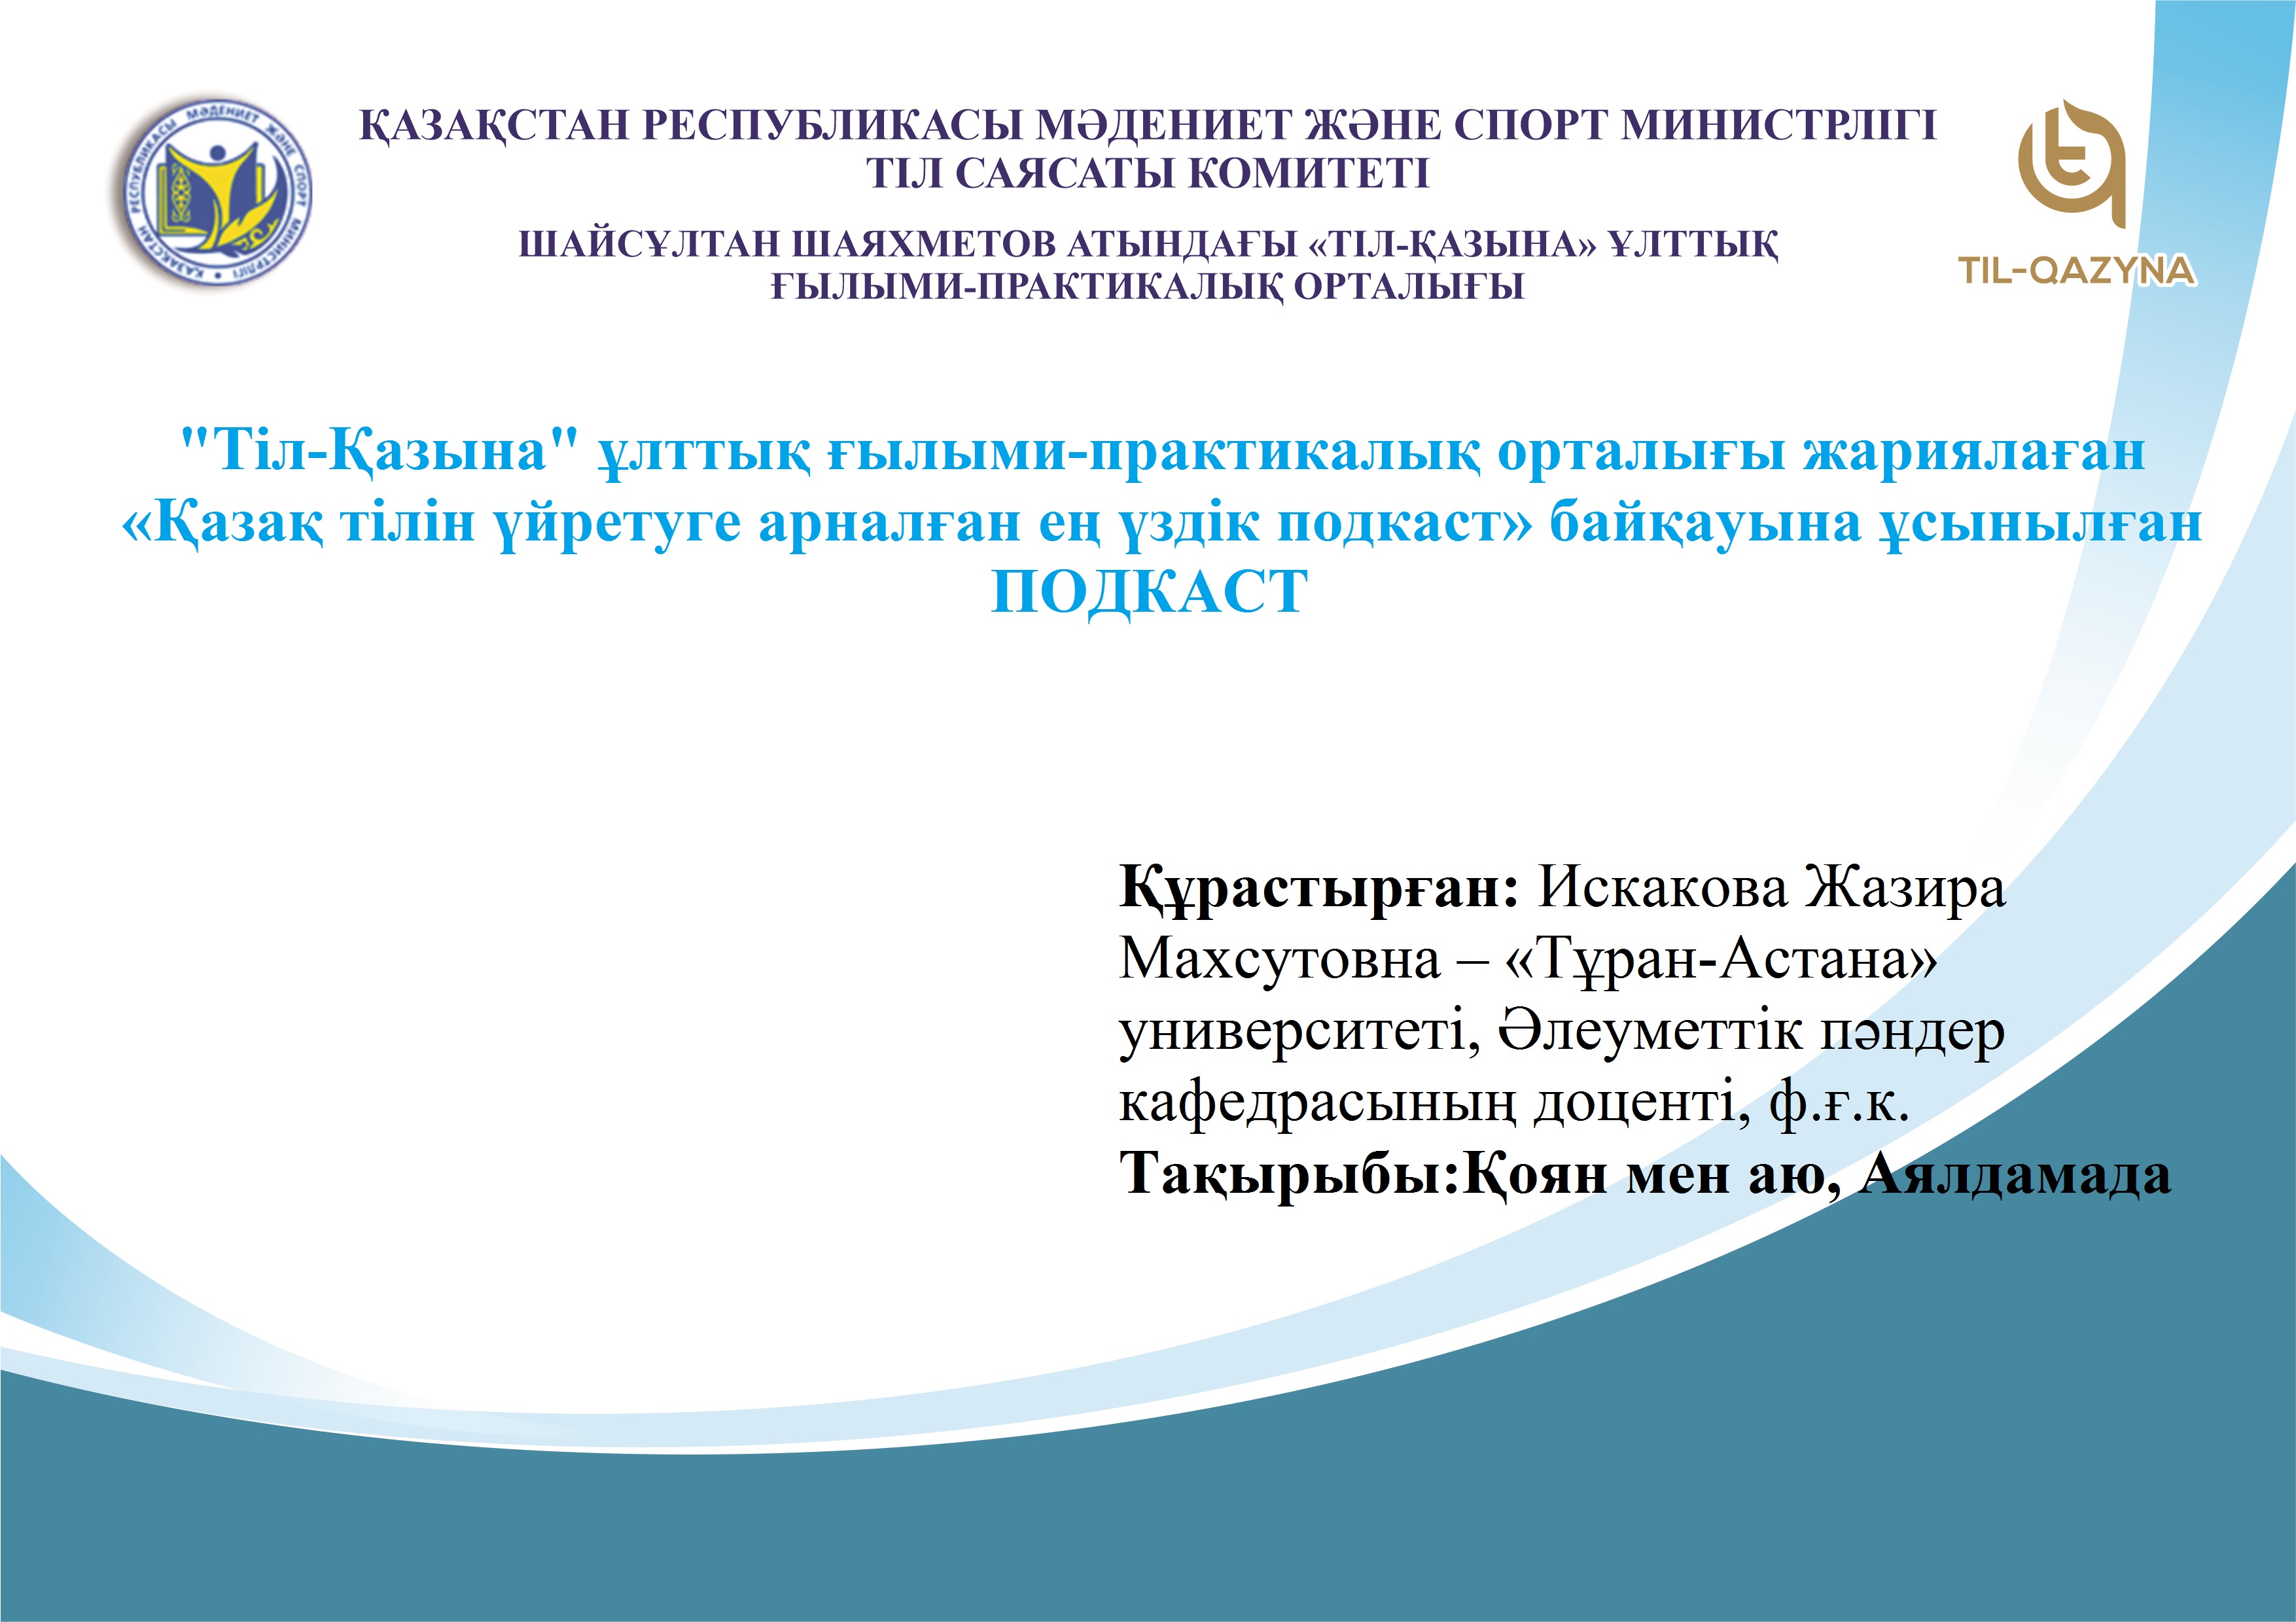 ҚАЗАҚСТАН РЕСПУБЛИКАСЫ МӘДЕНИЕТ ЖӘНЕ СПОРТ МИНИСТРЛІГІ
ТІЛ САЯСАТЫ КОМИТЕТІ
ШАЙСҰЛТАН ШАЯХМЕТОВ АТЫНДАҒЫ «ТІЛ-ҚАЗЫНА» ҰЛТТЫҚ
ҒЫЛЫМИ-ПРАКТИКАЛЫҚ ОРТАЛЫҒЫ
ҚАЗАҚСТАН РЕСПУБЛИКАСЫ МӘДЕНИЕТ ЖӘНЕ СПОРТ МИНИСТРЛІГІ
TIL-QAZYNA
"Тіл-Қазына" ұлттық ғылыми-практикалық орталығы жариялаған
«Қазақ тілін үйретуге арналған ең үздік подкаст» байқауына ұсынылған
ПОДКАСТ
Құрастырған: Искакова Жазира
Махсутовна – «Тұран-Астана»
университеті, Әлеуметтік пәндер
кафедрасының доценті, ф.ғ.к.
Тақырыбы:Қоян мен аю, Аялдамада